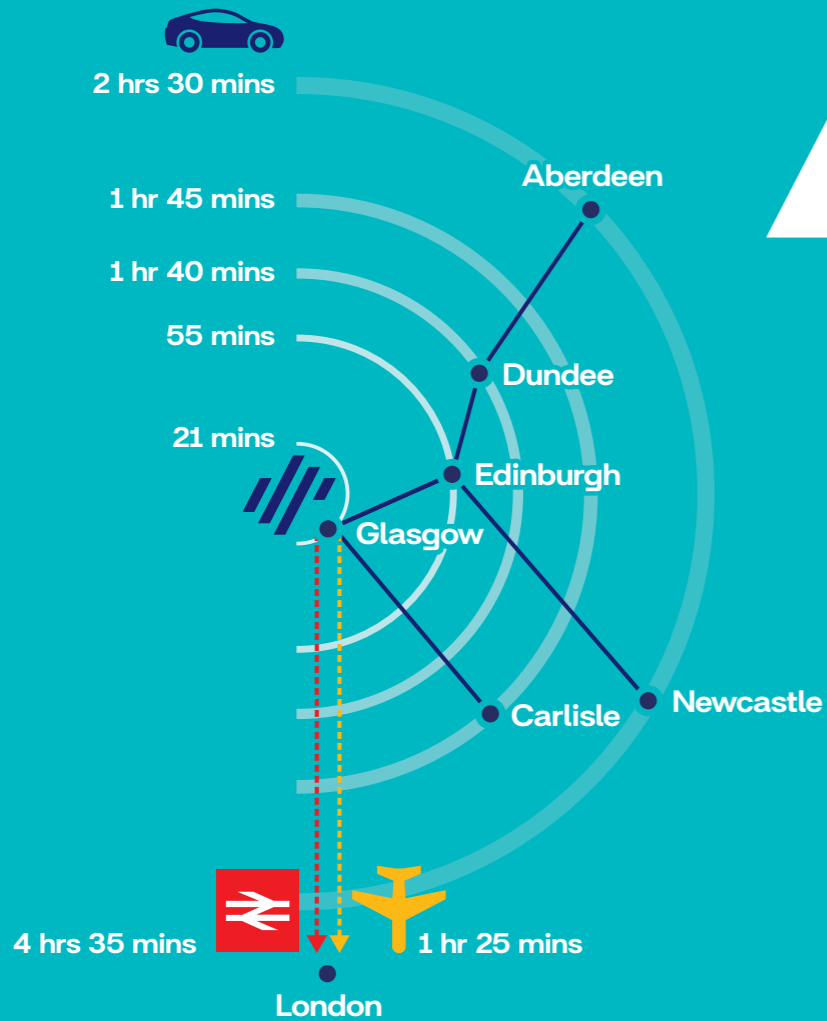 2 hrs 30 mins
Aberdeen
1 hr 45 mins
1 hr 40 mins
55 mins
Dundee
21 mins
Edinburgh
Glasgow
Newcastle
Carlisle
4 hrs 35 mins
1 hr 25 mins
London